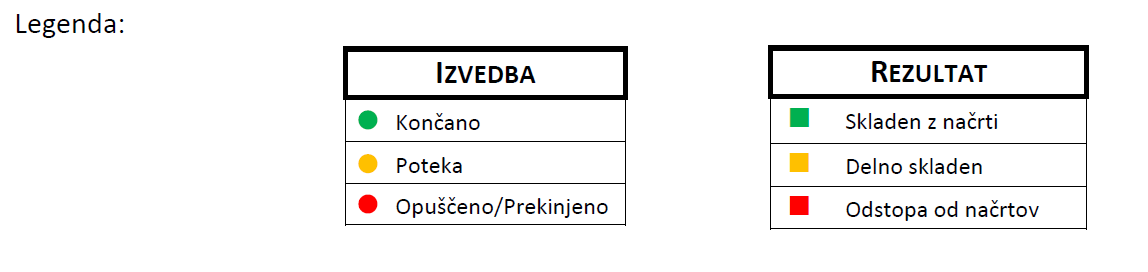 Legenda:
IZVEDBA
Končano
Poteka
Opuščeno/Prekinjeno
REZULTAT
Skladen z načrti
Delno skladen
Odstopa od načrtov